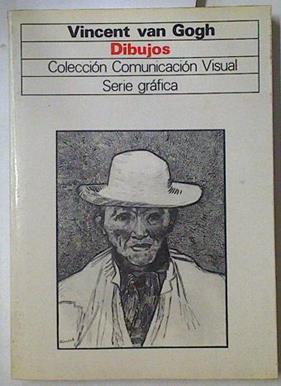 Vincent van Gogh
Dibujos
Colección Comunicación Visual
Serie gráfica